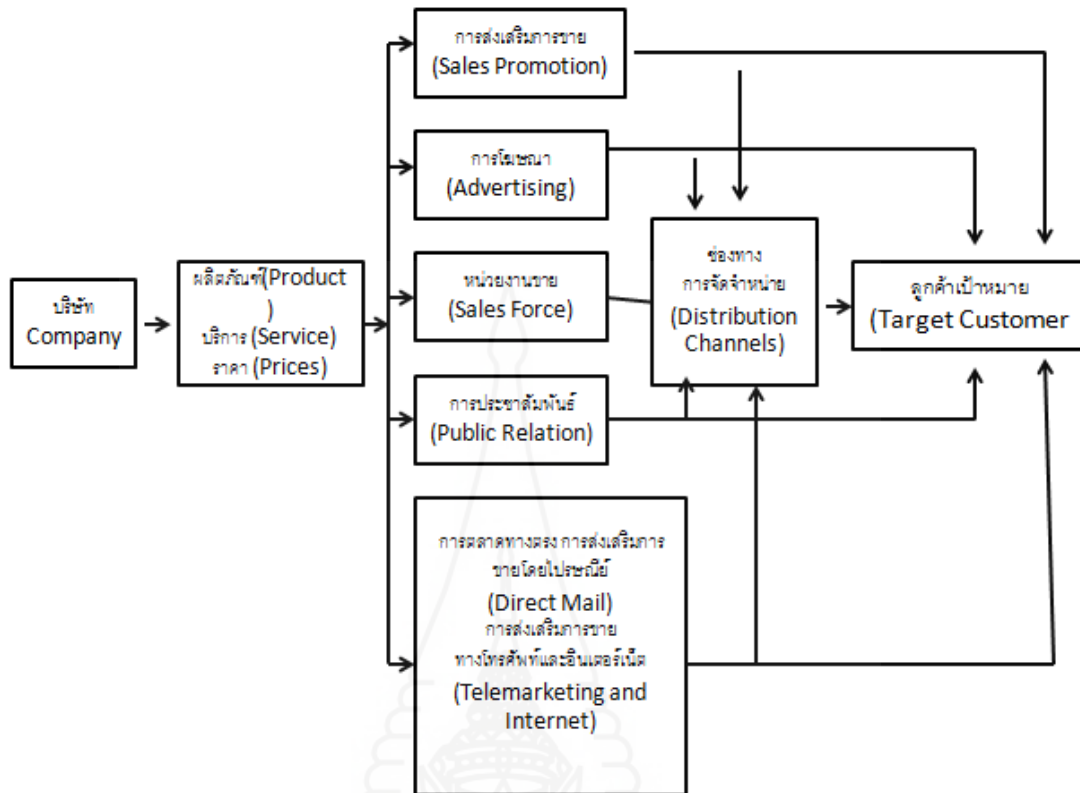 การส่งเสริมการขาย
(Sales Promotion)
การโฆษณา
(Advertising)
บริษัท
Company
ผลิตภัณฑ์(Product
)
บริการ (Service)
ราคา (Prices)
หน่วยงานขาย
(Sales Force)
ช่องทาง
การจัดจำหน่าย
(Distribution
Channels)
ลูกค้าเป้าหมาย
(Target Customer
การประชาสัมพันธ์
(Public Relation)
การตลาดทางตรง การส่งเสริมการ
ขายโดยไปรษณีย์
(Direct Mail)
การส่งเสริมการขาย
ทางโทรศัพท์และอินเตอร์เน็ต
(Telemarketing and
Internet)